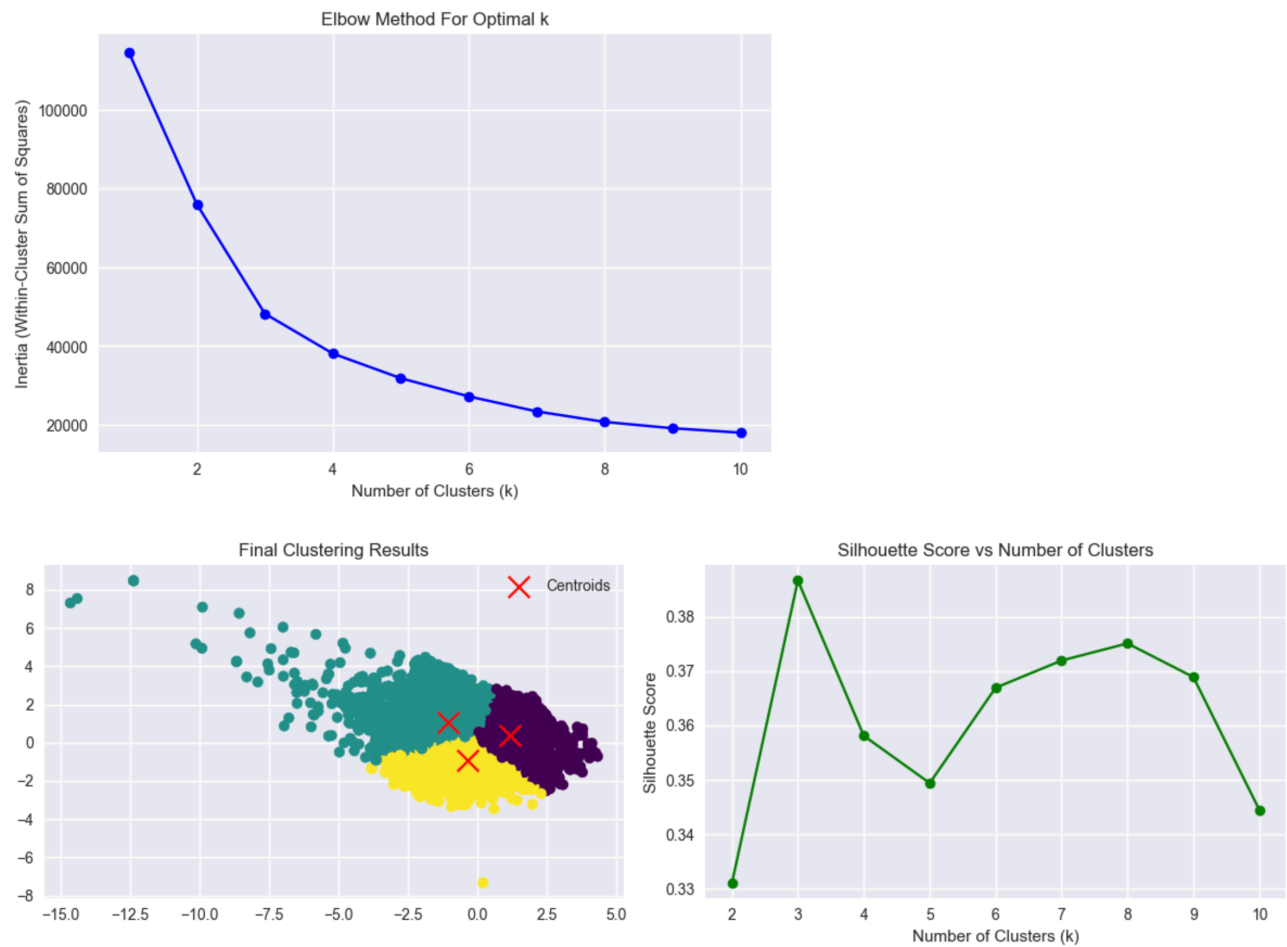 Elbow Method For Optimal k
Inertia (Within-Cluster Sum of Squares)
100000
80000
60000
40000
20000
2 4 6 8 10
Number of Clusters (k)
Final Clustering Results
Centroids
8
6
4
2
0
−2
−4
−6
−8
−15.0 −12.5 −10.0 −7.5 −5.0 −2.5 0.0 2.5 5.0
Silhouette Score vs Number of Clusters
Silhouette Score
0.38
0.37
0.36
0.35
0.34
0.33
2 3 4 5 6 7 8 9 10
Number of Clusters (k)